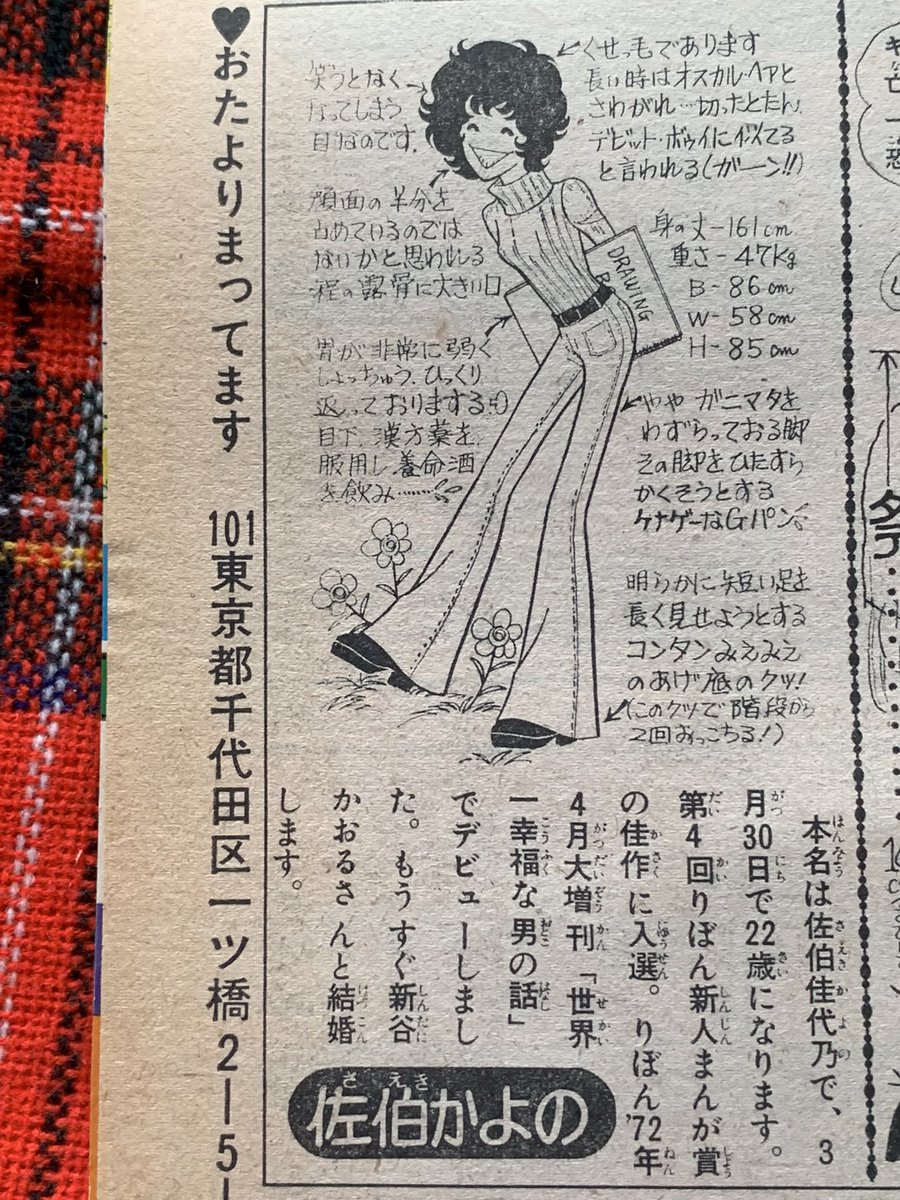 ♥おたよりまってます 101東京都千代田区一ツ橋2―5―
くせっ毛であります
長い時はオスカル・ヘアと
さわがれ…切ったとたん
デビット・ボゥイに似てる
と言われる(ガーン!!)
笑うとなく
なってしまう
目なのです.
顔面の半分を
占めているのでは
ないかと思われる
程の露骨に大きい口
身の丈-161cm
重さ-47Kg
B-86cm
W-58cm
H-85cm
DRAWING
胃が非常に弱く
しょっちゅう、ひっくり
返っておりまする
目下、漢方薬を
服用し、養命酒
を飲み……
やや ガニマタを
わずらっておる脚
その脚をひたすら
かくそうとする
ケナゲーなGパン
明らかに短い足を
長く見せようとする
コンタンみえみえ
のあげ底のクツ!
(このクツで階段から
2回おっこちる!)
本名は佐伯佳代乃で、3
月30日で22歳になります。
第4回りぼん新人まんが賞
の佳作に入選。りぼん'72年
4月大増刊「世界
一幸福な男の話」
でデビューしまし
た。もうすぐ新谷
かおるさんと結婚
します。
佐伯かよの